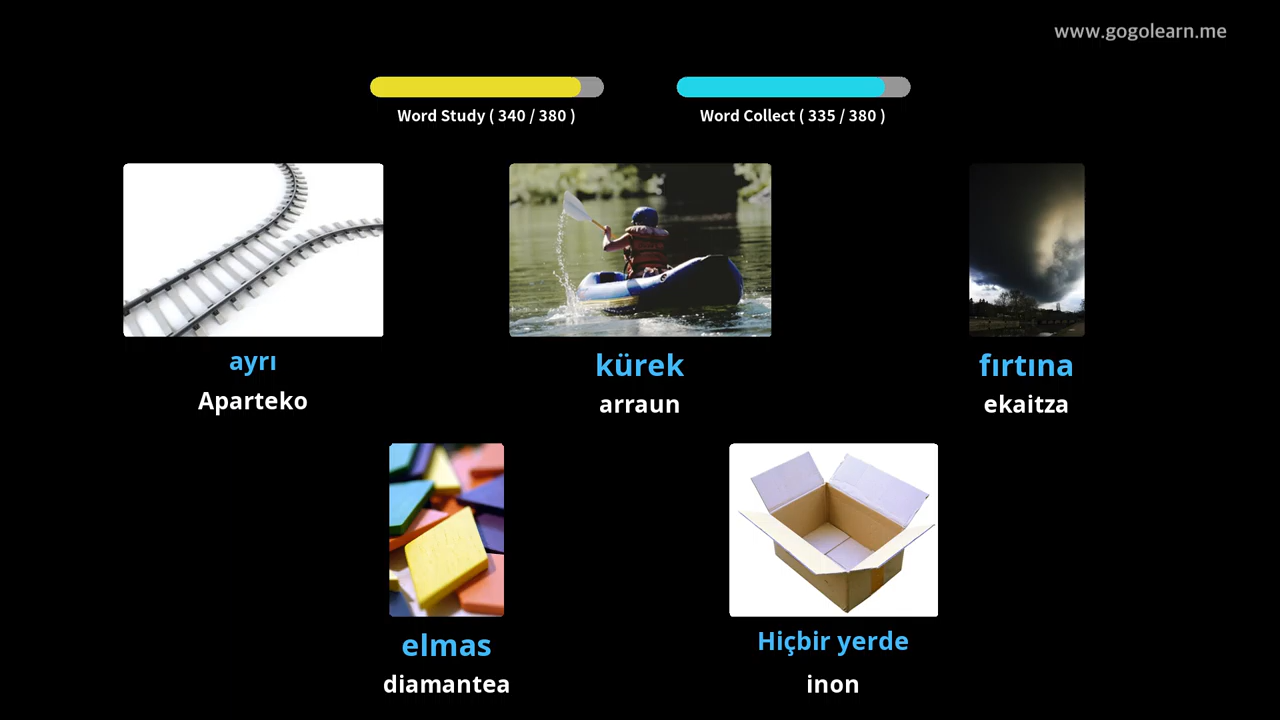 www.gogolearn.me
Word Study ( 340 / 380 )
Word Collect ( 335 / 380 )
ayrı
Aparteko
kürek
arraun
fırtına
ekaitza
elmas
diamantea
Hiçbir yerde
inon